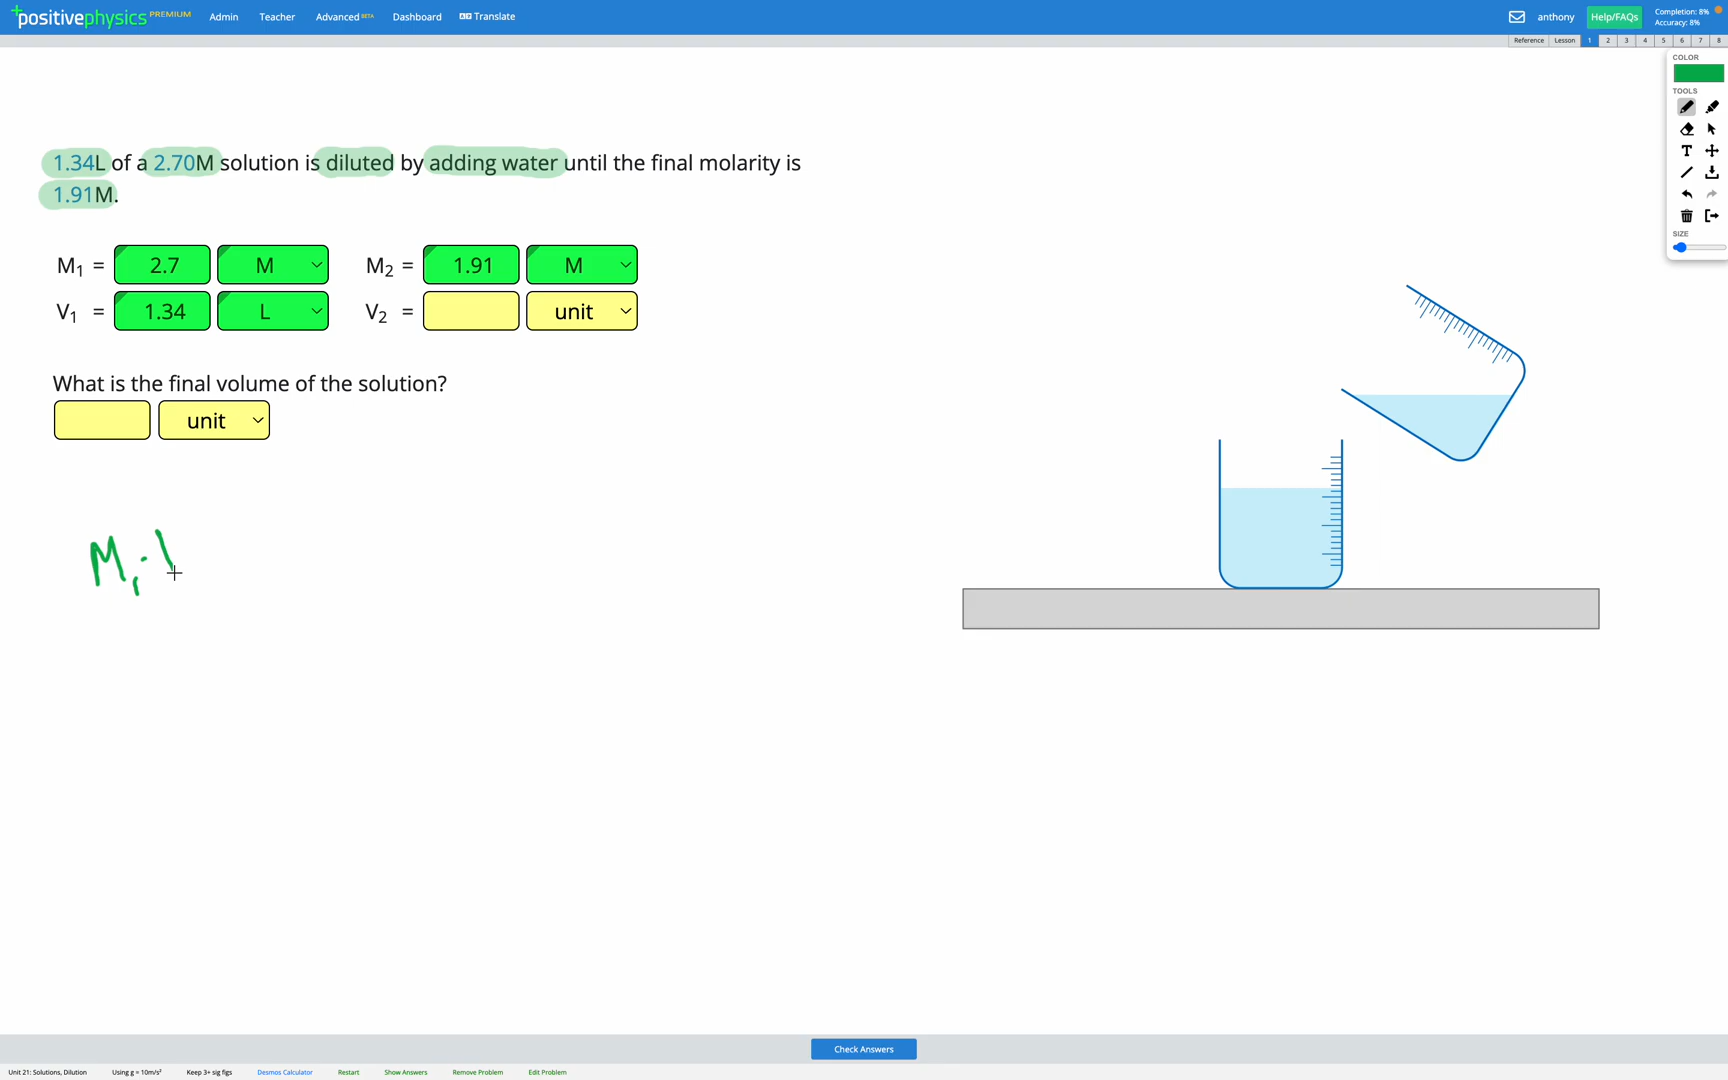 +positivephysics PREMIUM Admin Teacher Advanced BETA Dashboard Translate anthony Help/FAQs Completion: 8%
Accuracy: 8%
Reference Lesson 1 2 3 4 5 6 7 8
COLOR
TOOLS
T
SIZE
1.34L of a 2.70M solution is diluted by adding water until the final molarity is
1.91M.
M1 = 2.7 M M2 = 1.91 M
V1 = 1.34 L V2 = unit
What is the final volume of the solution?
unit
M1 ·
Check Answers
Unit 21: Solutions, Dilution Using g = 10m/s² Keep 3+ sig figs Desmos Calculator Restart Show Answers Remove Problem Edit Problem